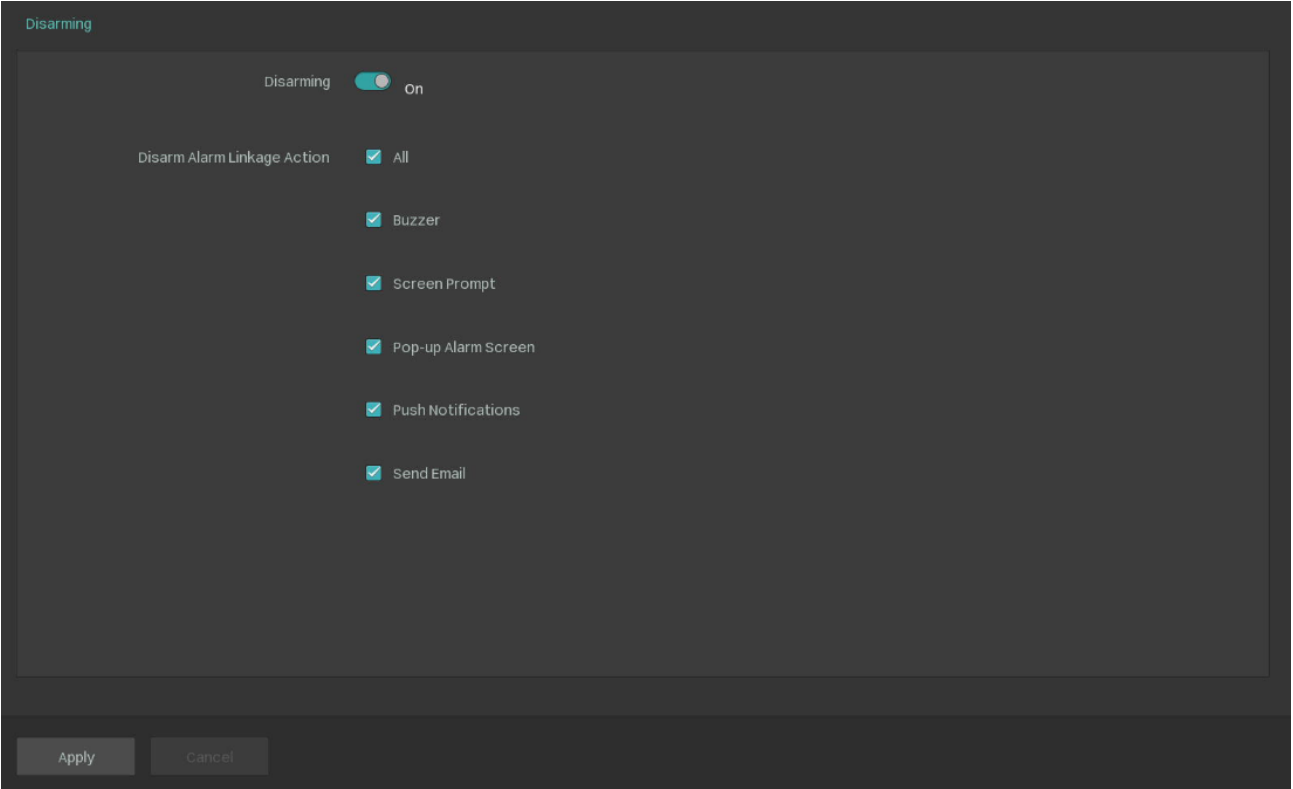 Disarming
Disarming On
Disarm Alarm Linkage Action All
Buzzer
Screen Prompt
Pop-up Alarm Screen
Push Notifications
Send Email
Apply Cancel